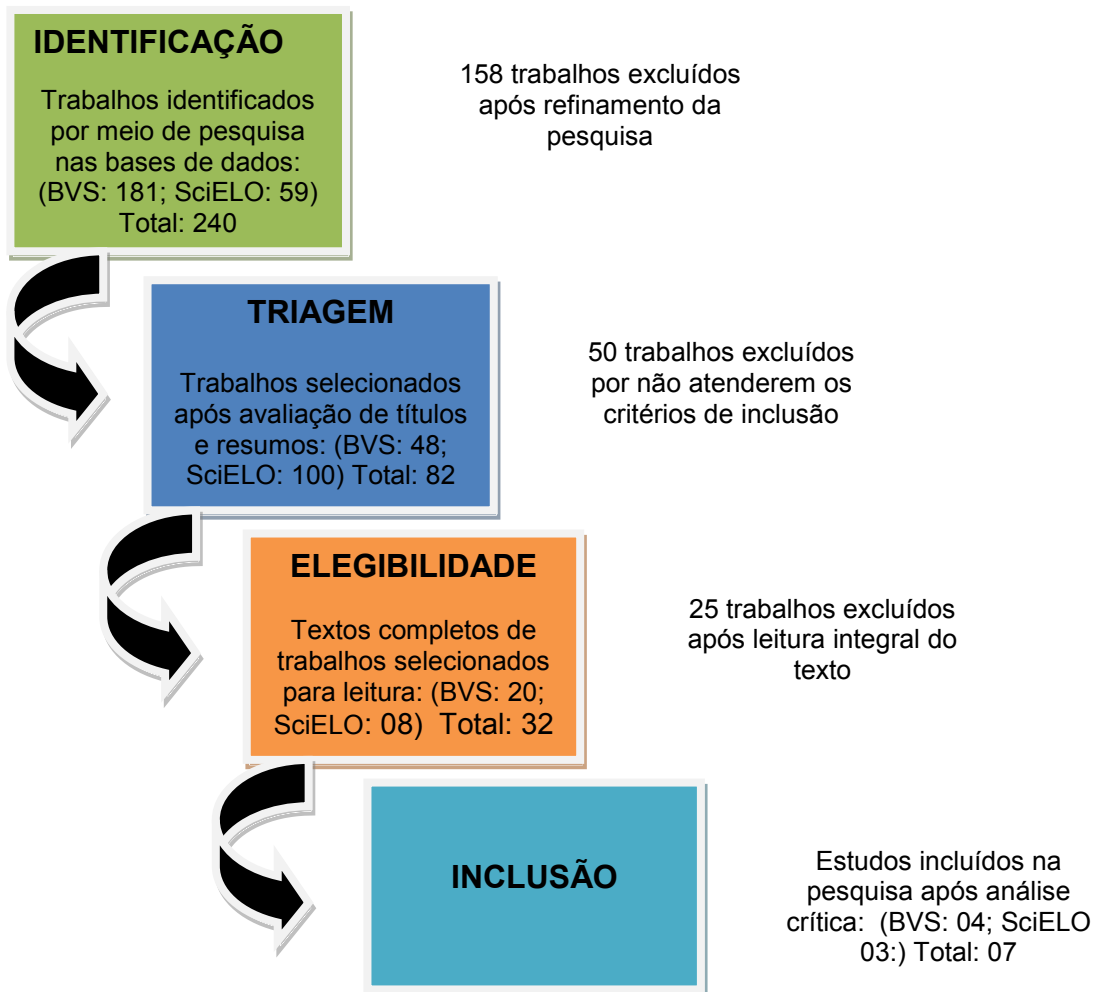 IDENTIFICAÇÃO
Trabalhos identificados
por meio de pesquisa
nas bases de dados:
(BVS: 181; SciELO: 59)
Total: 240
158 trabalhos excluídos
após refinamento da
pesquisa
TRIAGEM
Trabalhos selecionados
após avaliação de títulos
e resumos: (BVS: 48;
SciELO: 100) Total: 82
50 trabalhos excluídos
por não atenderem os
critérios de inclusão
ELEGIBILIDADE
Textos completos de
trabalhos selecionados
para leitura: (BVS: 20;
SciELO: 08) Total: 32
25 trabalhos excluídos
após leitura integral do
texto
INCLUSÃO
Estudos incluídos na
pesquisa após análise
crítica: (BVS: 04; SciELO
03:) Total: 07